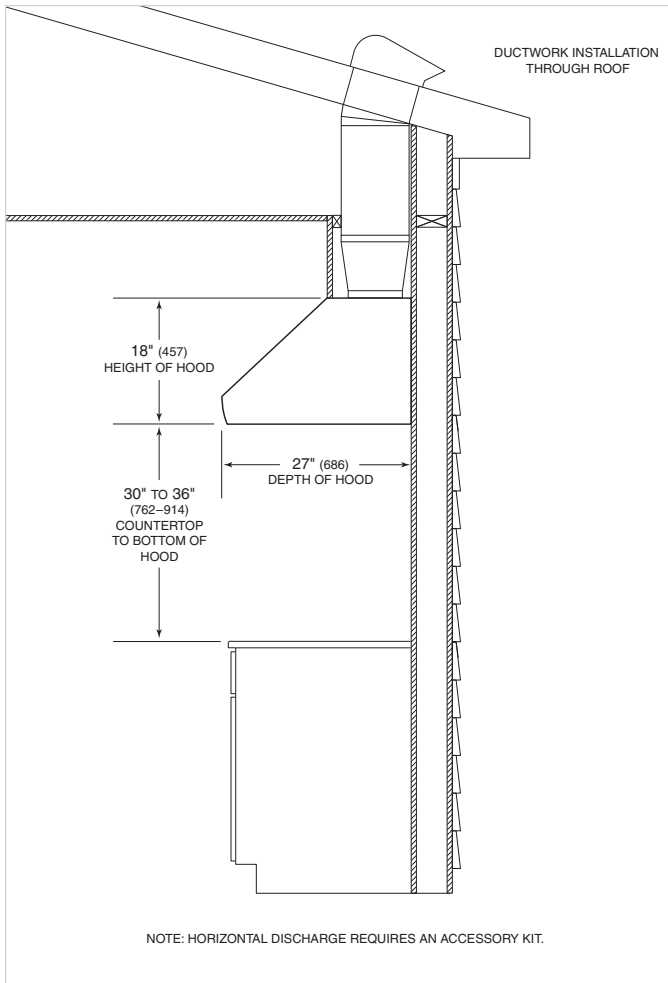 DUCTWORK INSTALLATION
THROUGH ROOF
18" (457)
HEIGHT OF HOOD
27" (686)
DEPTH OF HOOD
30" TO 36"
(762–914)
COUNTERTOP
TO BOTTOM OF
HOOD
NOTE: HORIZONTAL DISCHARGE REQUIRES AN ACCESSORY KIT.